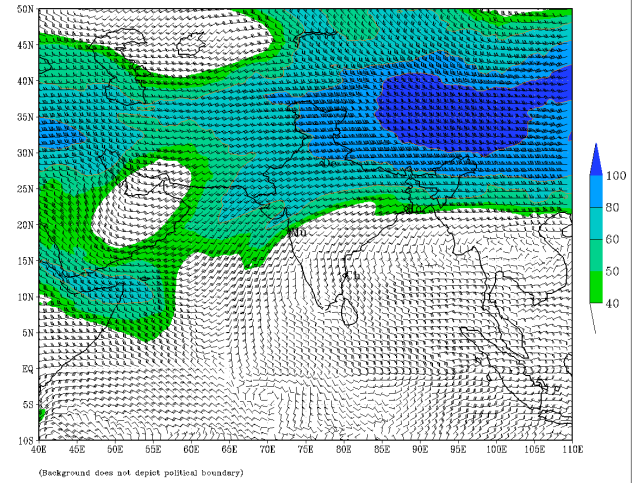 50N
45N
40N
35N
30N
25N
20N
15N
10N
5N
EQ
5S
10S
40E 45E 50E 55E 60E 65E 70E 75E 80E 85E 90E 95E 100E 105E 110E
100
80
60
40
Mu
Ch
(Background does not depict political boundary)